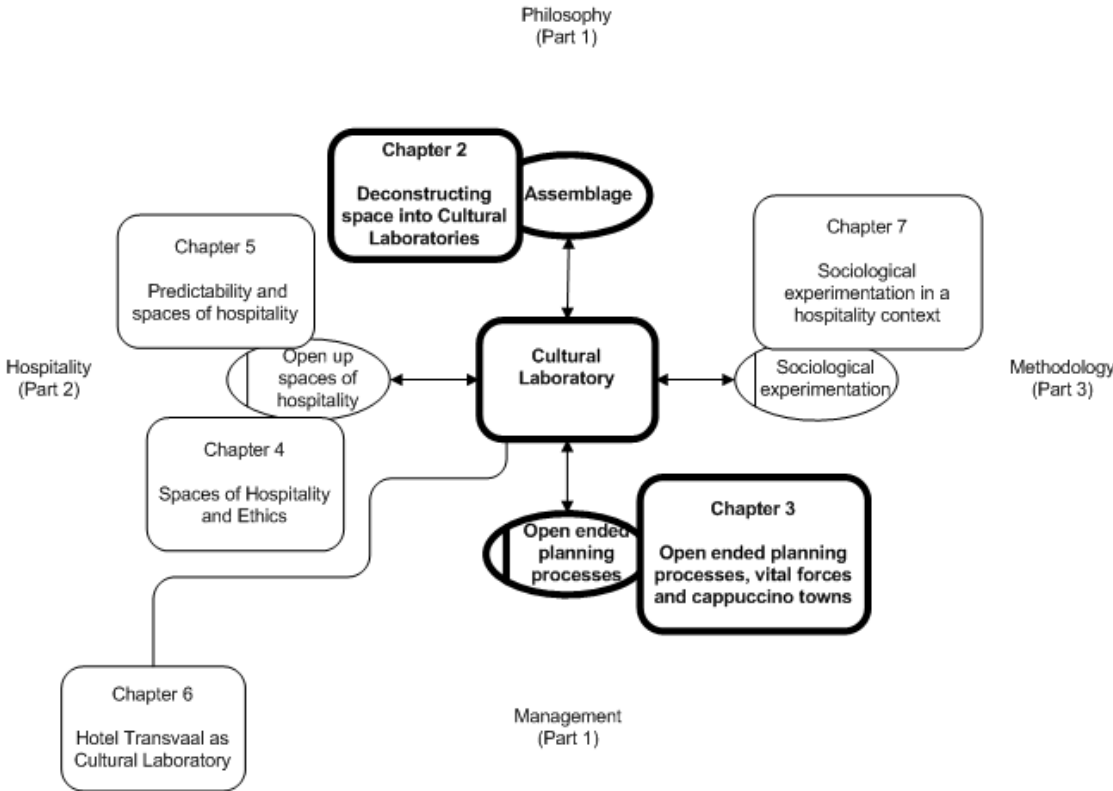 Philosophy
(Part 1)
Chapter 2
Deconstructing
space into Cultural
Laboratories
Assemblage
Chapter 5
Predictability and
spaces of hospitality
Chapter 7
Sociological
experimentation in a
hospitality context
Hospitality
(Part 2)
Open up
spaces of
hospitality
Cultural
Laboratory
Sociological
experimentation
Methodology
(Part 3)
Chapter 4
Spaces of Hospitality
and Ethics
Open ended
planning
processes
Chapter 3
Open ended planning
processes, vital forces
and cappuccino towns
Chapter 6
Hotel Transvaal as
Cultural Laboratory
Management
(Part 1)